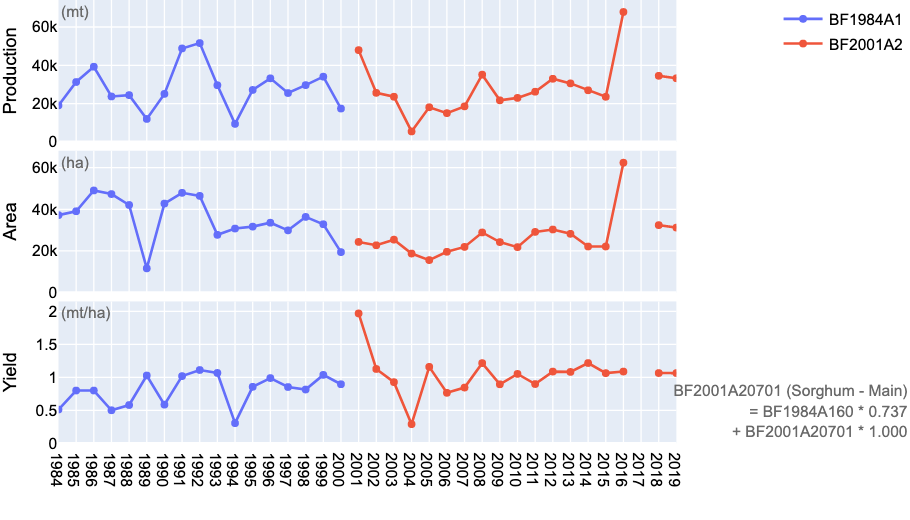 (mt)
60k
40k
20k
0
Production
(ha)
60k
40k
20k
0
Area
(mt/ha)
2
1.5
1
0.5
0
Yield
1984
1985
1986
1987
1988
1989
1990
1991
1992
1993
1994
1995
1996
1997
1998
1999
2000
2001
2002
2003
2004
2005
2006
2007
2008
2009
2010
2011
2012
2013
2014
2015
2016
2017
2018
2019
BF1984A1
BF2001A2
BF2001A20701 (Sorghum - Main)
= BF1984A160 * 0.737
+ BF2001A20701 * 1.000